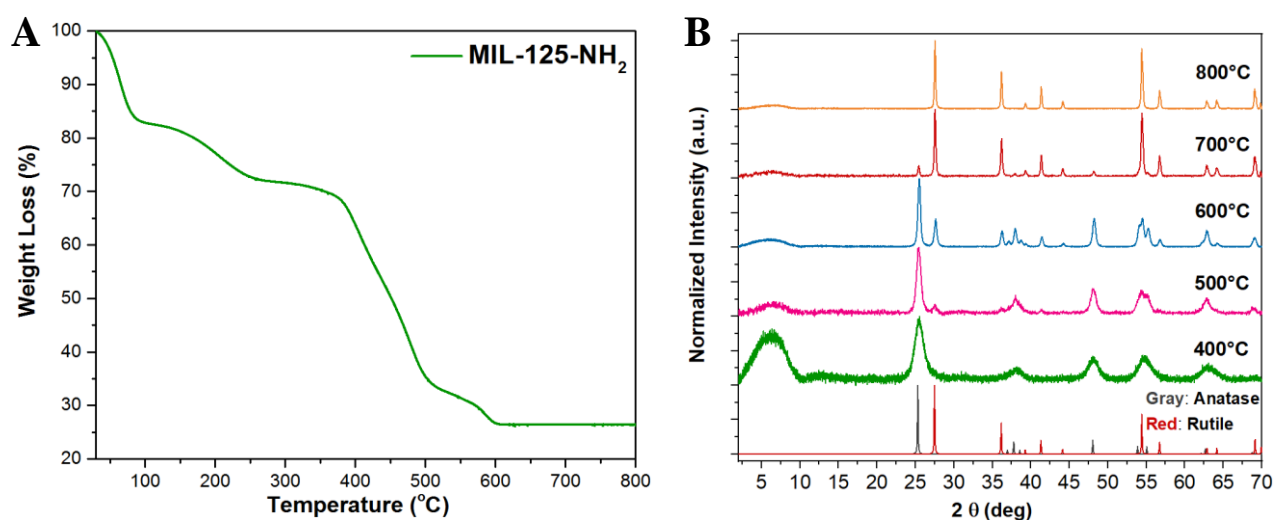 A
MIL-125-NH2
Weight Loss (%)
100
90
80
70
60
50
40
30
20
100 200 300 400 500 600 700 800
Temperature (oC)
B
Normalized Intensity (a.u.)
800°C
700°C
600°C
500°C
400°C
Gray: Anatase
Red: Rutile
5 10 15 20 25 30 35 40 45 50 55 60 65 70
2 θ (deg)